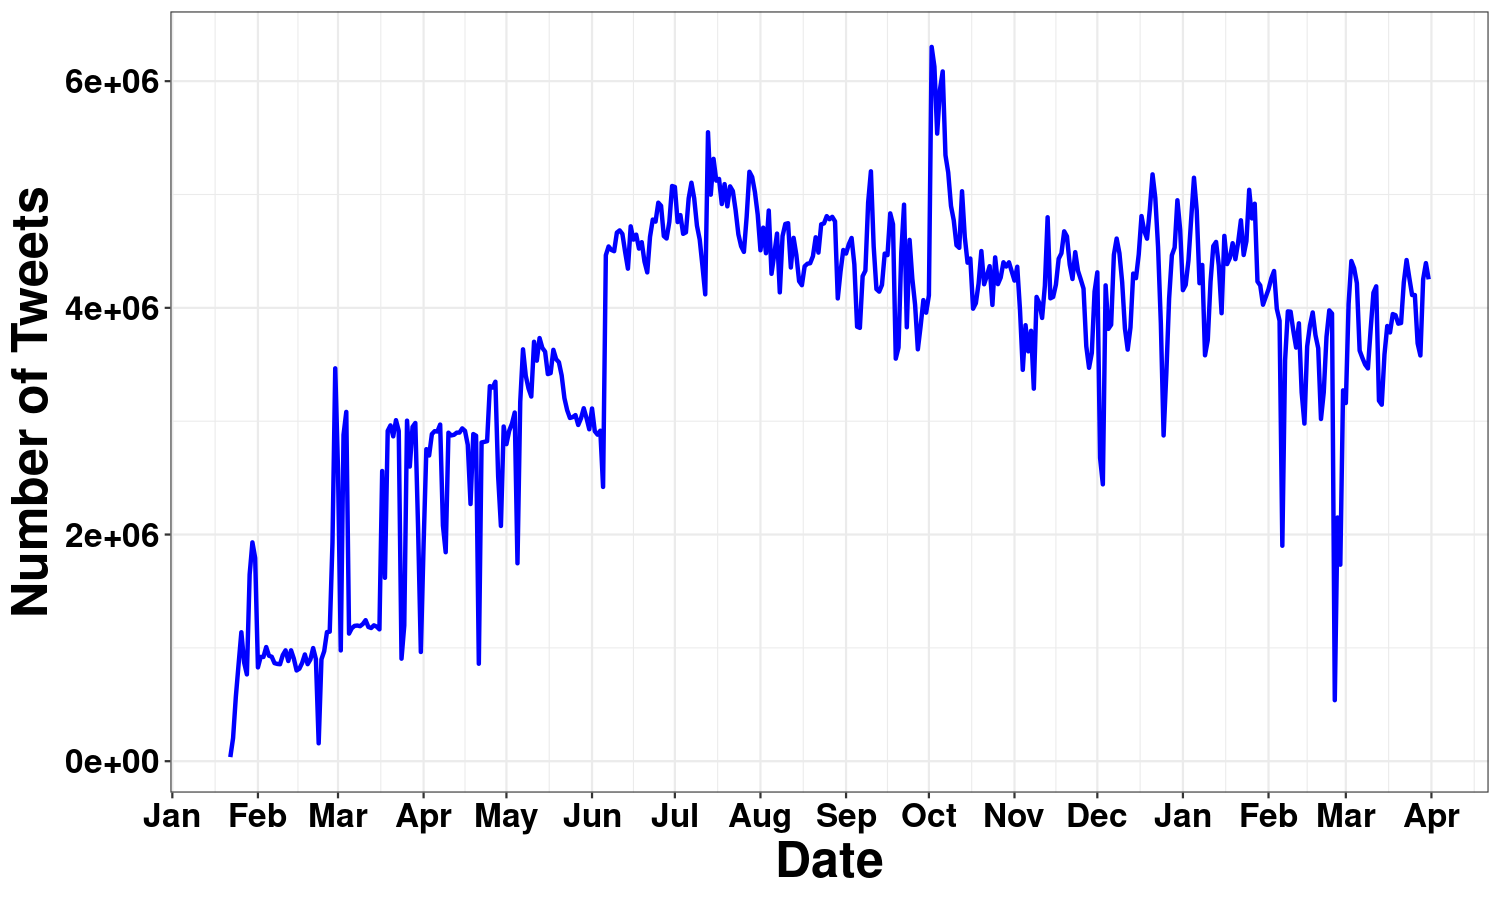 Number of Tweets
6e+06
4e+06
2e+06
0e+00
Jan Feb Mar Apr May Jun Jul Aug Sep Oct Nov Dec Jan Feb Mar Apr
Date